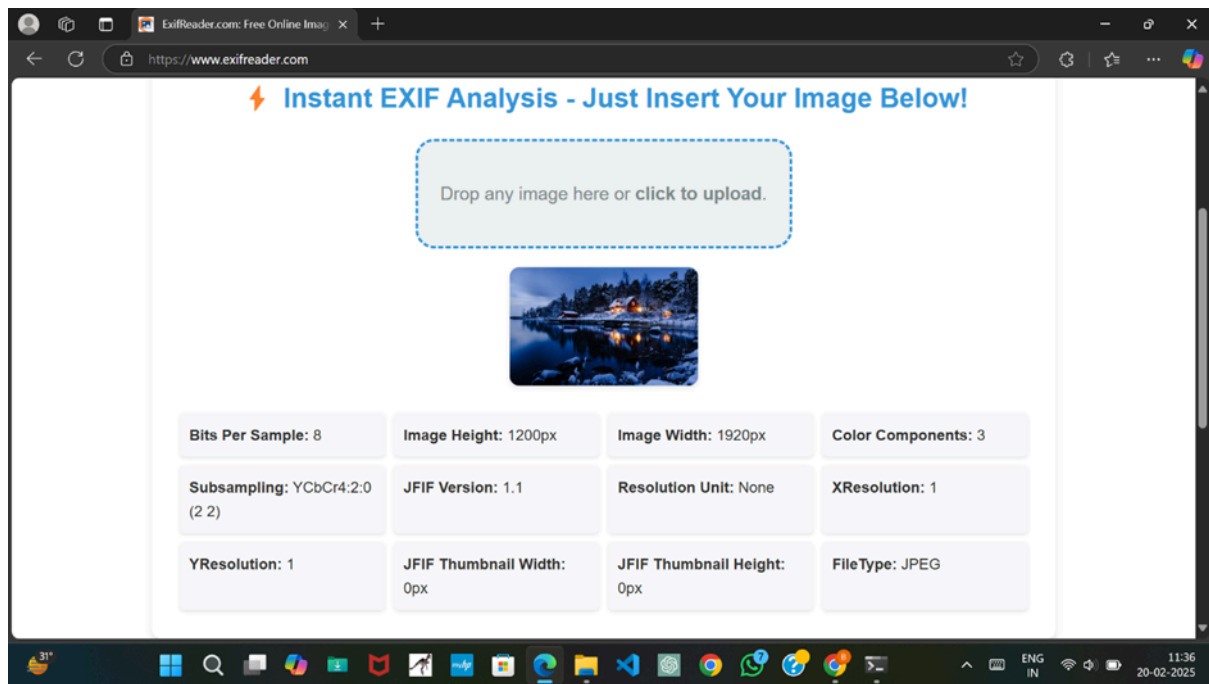 ExifReader.com: Free Online Imag
https://www.exifreader.com
Instant EXIF Analysis - Just Insert Your Image Below!
Drop any image here or click to upload.
Bits Per Sample: 8
Image Height: 1200px
Image Width: 1920px
Color Components: 3
Subsampling: YCbCr4:2:0
(2 2)
JFIF Version: 1.1
Resolution Unit: None
XResolution: 1
YResolution: 1
JFIF Thumbnail Width:
0px
JFIF Thumbnail Height:
0px
FileType: JPEG
31°
7
ENG
IN
11:36
20-02-2025